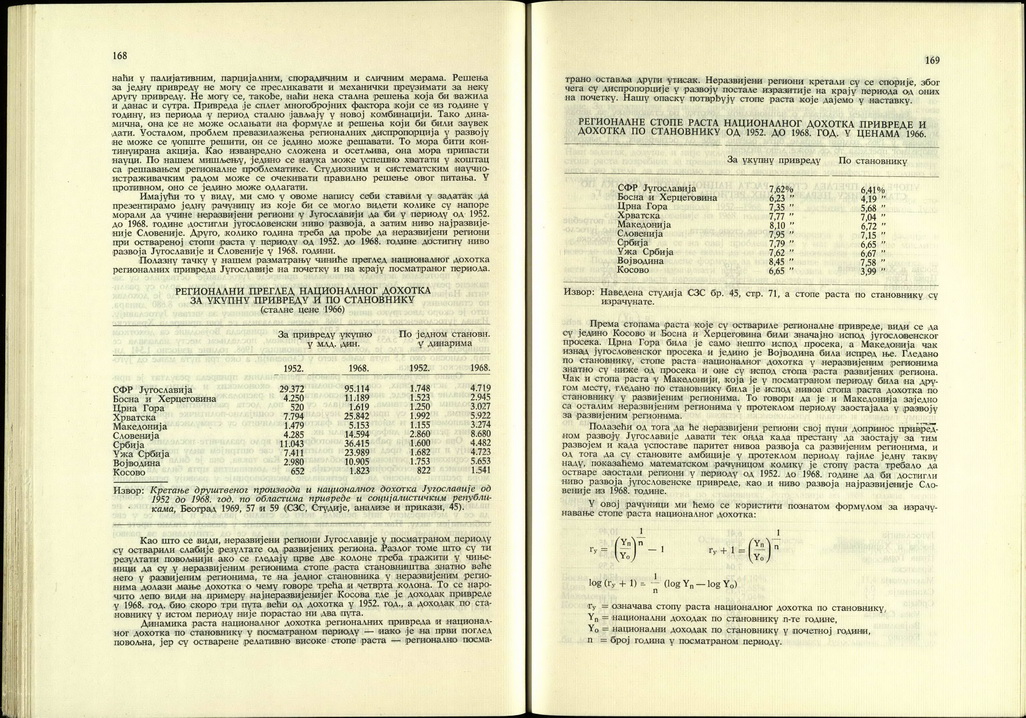 168
наћи у палијативним, парцијалним, спорадичним и сличним мерама. Решења
за једну привреду не могу се пресликавати и механички преузимати за неку
другу привреду. Не могу се, такође, наћи нека стална решења која би важила
и данас и сутра. Привреда је сплет многобројних фактора који се из године у
годину, из периода у период стално јављају у новој комбинацији. Тако дина-
мична, она се не може ослањати на формуле и решења који би били заувек
дати. Уосталом, проблем превазилажења регионалних диспропорција у развоју
не може се уопште решити, он се једино може решавати. То мора бити кон-
тинуирана акција. Као изванредно сложена и осетљива, она мора припасти
науци. По нашем мишљењу, једино се наука може успешно хватати у коштац
са решавањем регионалне проблематике. Студиозним и систематским научно-
истраживачким радом може се очекивати правилно решење овог питања. У
противном, оно се једино може одлагати.
Имајући то у виду, ми смо у овоме напису себи ставили у задатак да
презентирамо једну рачуницу из које би се могло видети колике су напоре
морали да учине неразвијени региони у Југославији да би у периоду од 1952.
до 1968. године достигли југословенски ниво развоја, а затим ниво најразвије-
није Словеније. Друго, колико година треба да прође да неразвијени региони
при оствареној стопи раста у периоду од 1952. до 1968. године достигну ниво
развоја Југославије и Словеније у 1968. години.
Полазну тачку у нашем разматрању чиниће преглед националног дохотка
регионалних привреда Југославије на почетку и на крају посматраног периода.
РЕГИОНАЛНИ ПРЕГЛЕД НАЦИОНАЛНОГ ДОХОТКА
ЗА УКУПНУ ПРИВРЕДУ И ПО СТАНОВНИКУ
(сталне цене 1966)
За привреду укупно По једном становн.
у млд. дин. у динарима
1952. 1968. 1952. 1968.
СФР Југославија 29.372 95.114 1.748 4.719
Босна и Херцеговина 4.250 11.189 1.523 2.945
Црна Гора 520 1.619 1.250 3.027
Хрватска 7.794 25.842 1.992 5.922
Македонија 1.479 5.153 1.155 3.274
Словенија 4.285 14.594 2.860 8.680
Србија 11.043 36.415 1.600 4.482
Ужа Србија 7.411 23.989 1.682 4.723
Војводина 2.980 10.905 1.753 5.653
Косово 652 1.823 822 1.541
Извор: Кретање друштвеног производа и националног дохотка Југославије од
1952 до 1968. год. по областима привреде и социјалистичким републи-
кама, Београд 1969, 57 и 59 (СЗС, Студије, анализе и прикази, 45).
Као што се види, неразвијени региони Југославије у посматраном периоду
су остварили слабије резултате од развијених региона. Разлог томе што су ти
резултати повољнији ако се гледају прве две колоне треба тражити у чиње-
ници да су у неразвијеним регионима стопе раста становништва знатно веће
него у развијеним регионима, те на једног становника у неразвијеним регио-
нима долази мање дохотка о чему говоре трећа и четврта колона. То се наро-
чито лепо види на примеру најнеразвијенијег Косова где је доходак привреде
у 1968. год. био скоро три пута већи од дохотка у 1952. год., а доходак по ста-
новнику у истом периоду није порастао ни два пута.
Динамика раста националног дохотка регионалних привреда и национал-
ног дохотка по становнику у посматраном периоду — иако је на први поглед
повољна, јер су остварене релативно високе стопе раста — регионално посма-
169
трано оставља други утисак. Неразвијени региони кретали су се спорије, због
чега су диспропорције у развоју постале изразитије на крају периода од оних
на почетку. Нашу опаску потврђују стопе раста које дајемо у наставку.
РЕГИОНАЛНЕ СТОПЕ РАСТА НАЦИОНАЛНОГ ДОХОТКА ПРИВРЕДЕ И
ДОХОТКА ПО СТАНОВНИКУ ОД 1952. ДО 1968. ГОД. У ЦЕНАМА 1966.
За укупну привреду По становнику
СФР Југославија 7,62% 6,41%
Босна и Херцеговина 6,23 ” 4,19 ”
Црна Гора 7,35 ” 5,68 ”
Хрватска 7,77 ” 7,04 ”
Македонија 8,10 ” 6,72 ”
Словенија 7,95 ” 7,15 ”
Србија 7,79 ” 6,65 ”
Ужа Србија 7,62 ” 6,67 ”
Војводина 8,45 ” 7,58 ”
Косово 6,65 ” 3,99 ”
Извор: Наведена студија СЗС бр. 45, стр. 71, а стопе раста по становнику су
израчунате.
Према стопама раста које су оствариле регионалне привреде, види се да
су једино Косово и Босна и Херцеговина били значајно испод југословенског
просека. Црна Гора била је само нешто испод просека, а Македонија чак
изнад југословенског просека и једино је Војводина била испред ње. Гледано
по становнику, стопе раста националног дохотка у неразвијеним регионима
знатно су ниже од просека и оне су испод стопа раста развијених региона.
Чак и стопа раста у Македонији, која је у посматраном периоду била на дру-
гом месту, гледано по становнику била је испод нивоа стопа раста дохотка по
становнику у развијеним регионима. То говори да је и Македонија заједно
са осталим неразвијеним регионима у протеклом периоду заостајала у развоју
за развијеним регионима.
Полазећи од тога да ће неразвијени региони свој пуни допринос привред-
ном развоју Југославије давати тек онда када престану да заостају за тим
развојем и када успоставе паритет нивоа развоја са развијеним регионима, и
од тога да су становите амбиције у протеклом периоду гајиле једну такву
наду, показаћемо математском рачуницом колику је стопу раста требало да
остваре заостали региони у периоду од 1952. до 1968. године да би достигли
ниво развоја југословенске привреде, као и ниво развоја најразвијеније Сло-
веније из 1968. године.
У овој рачуници ми ћемо се користити познатом формулом за израчу-
навање стопе раста националног дохотка:
rу = (Yn/Yo)^1/n — 1 rу + 1 = (Yn/Yo)^1/n
log (rу + 1) = 1/n (log Yn — log Yo)
rу = означава стопу раста националног дохотка по становнику,
Yn = национални доходак по становнику n-те године,
Yo = национални доходак по становнику у почетној години,
n = број година у посматраном периоду.